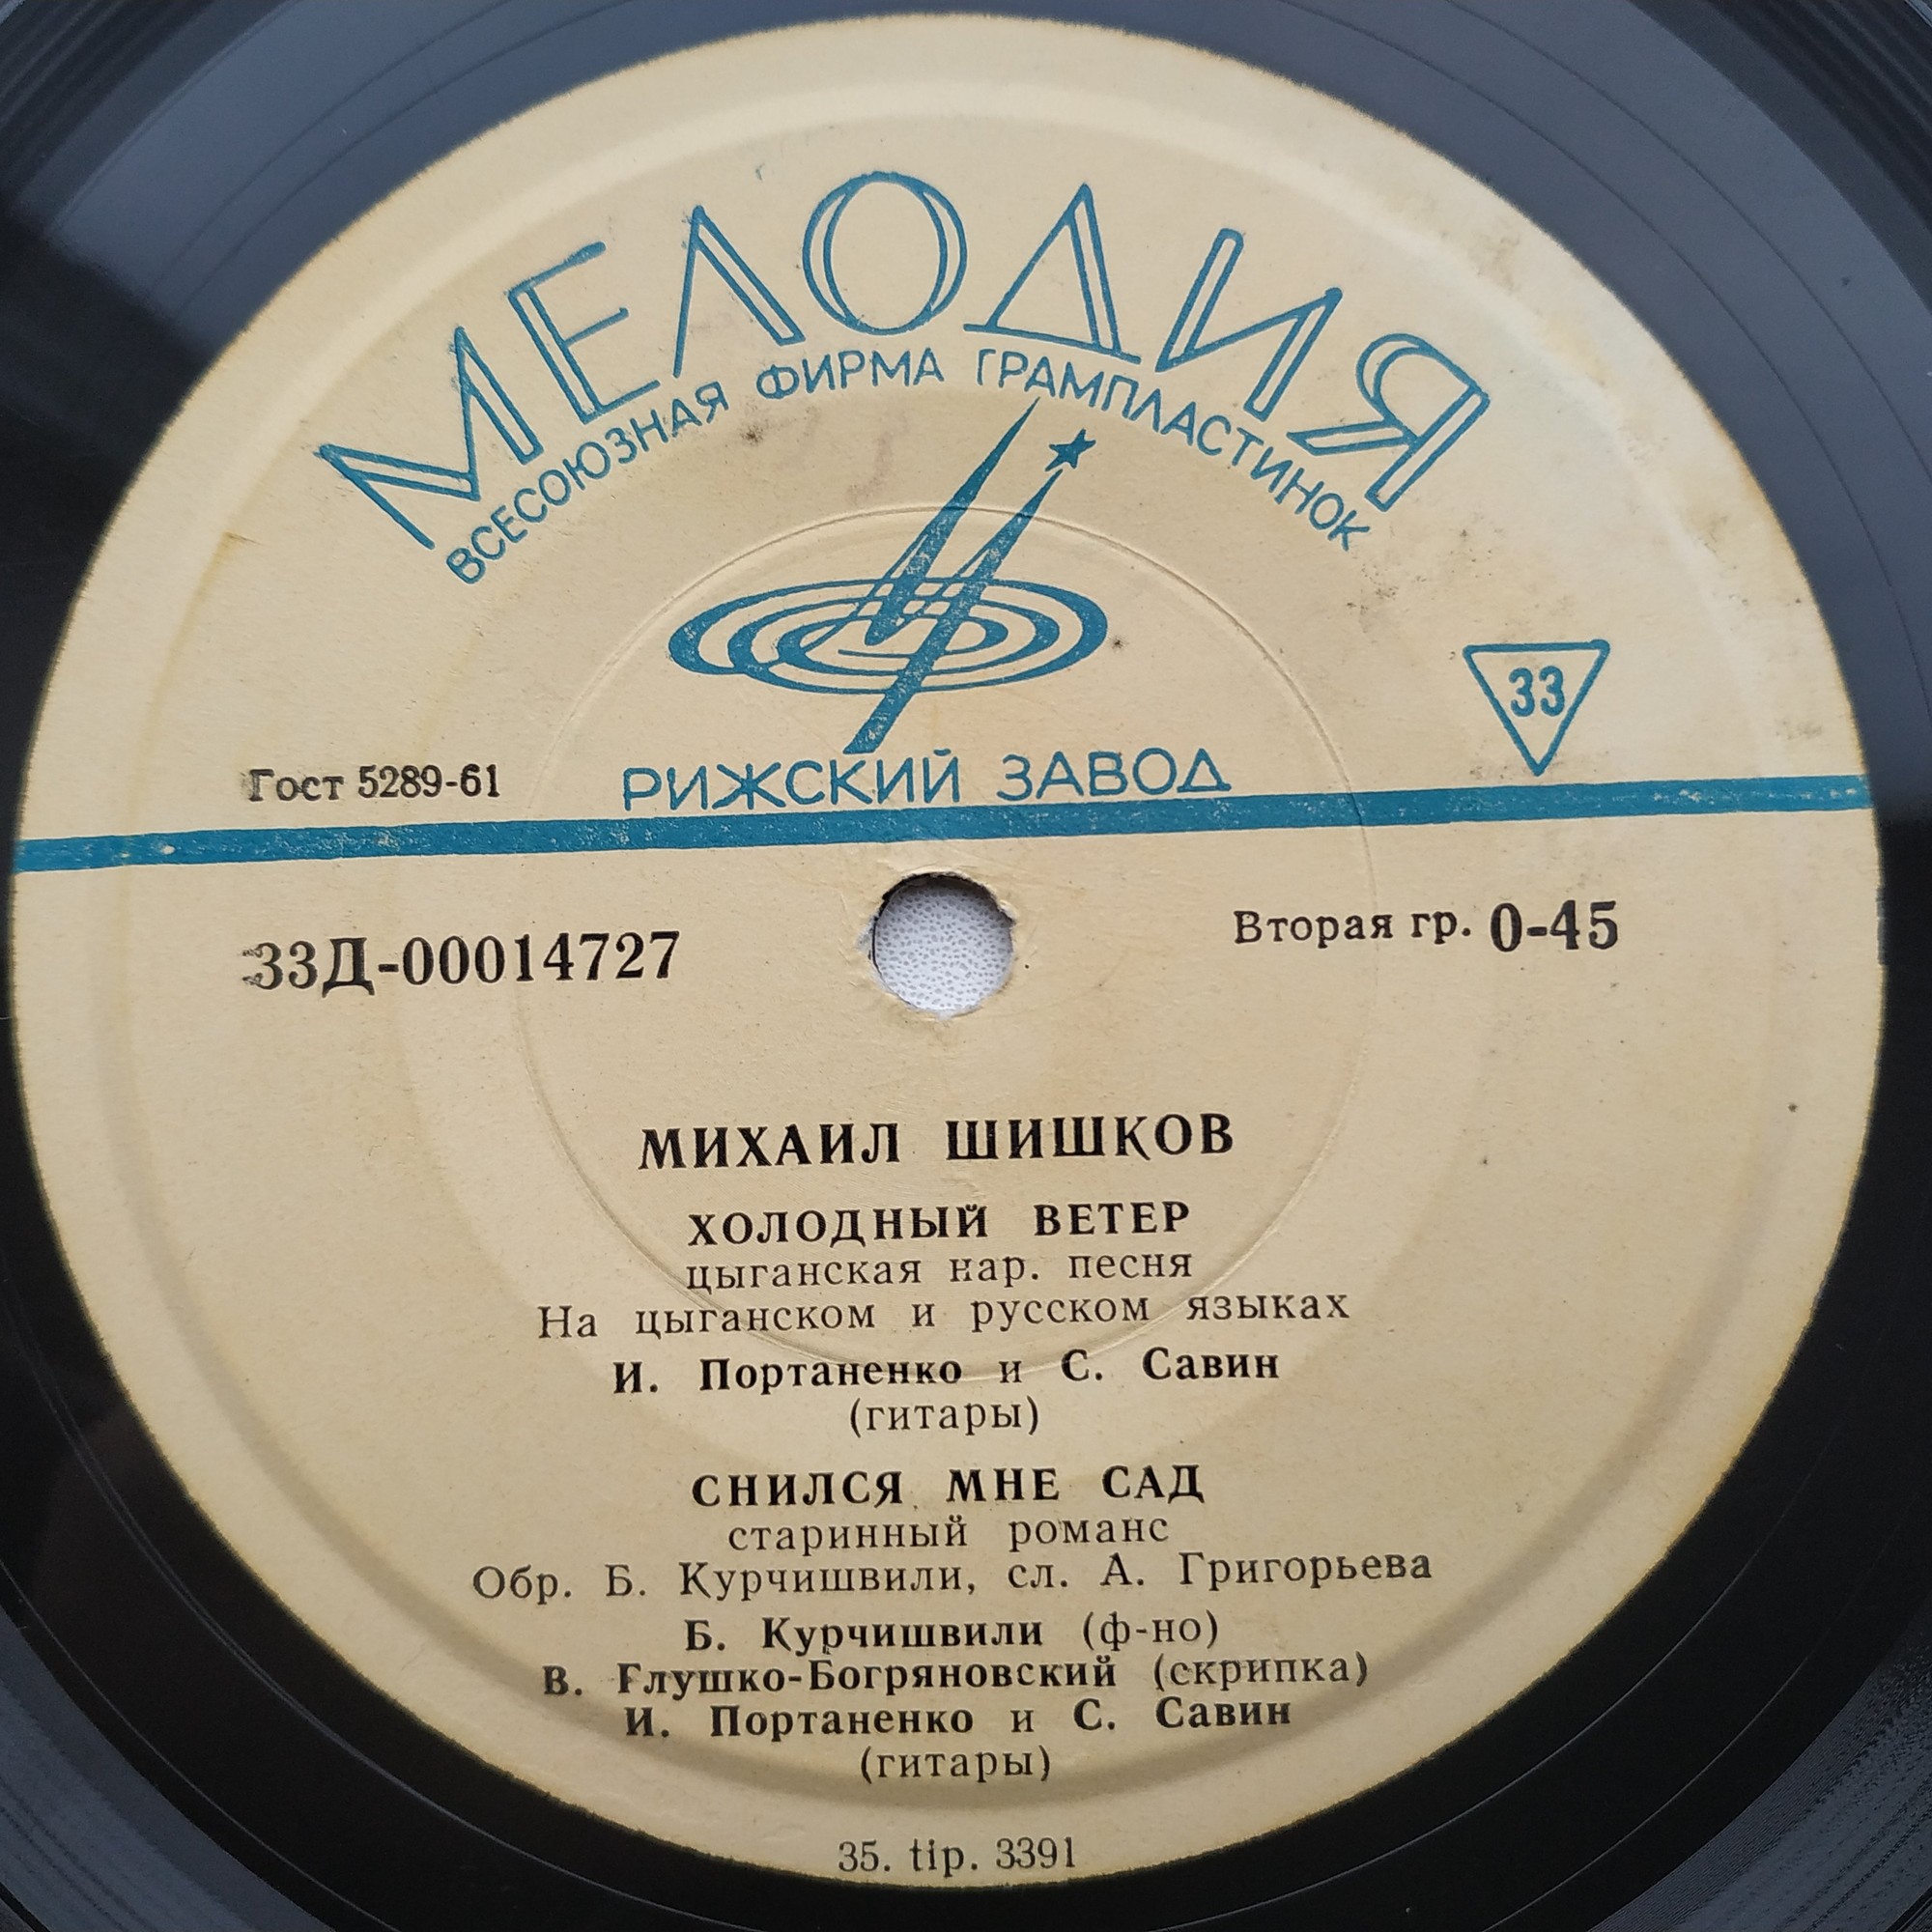 МЕЛОДИЯ
ВСЕСОЮЗНАЯ ФИРМА ГРАМПЛАСТИНОК
33
Гост 5289-61 РИЖСКИЙ ЗАВОД
33Д-00014727 Вторая гр. 0-45
МИХАИЛ ШИШКОВ
ХОЛОДНЫЙ ВЕТЕР
цыганская нар. песня
На цыганском и русском языках
И. Портаненко и С. Савин
(гитары)
СНИЛСЯ МНЕ САД
старинный романс
Обр. Б. Курчишвили, сл. А. Григорьева
Б. Курчишвили (ф-но)
В. Глушко-Богряновский (скрипка)
И. Портаненко и С. Савин
(гитары)
35. tip. 3391